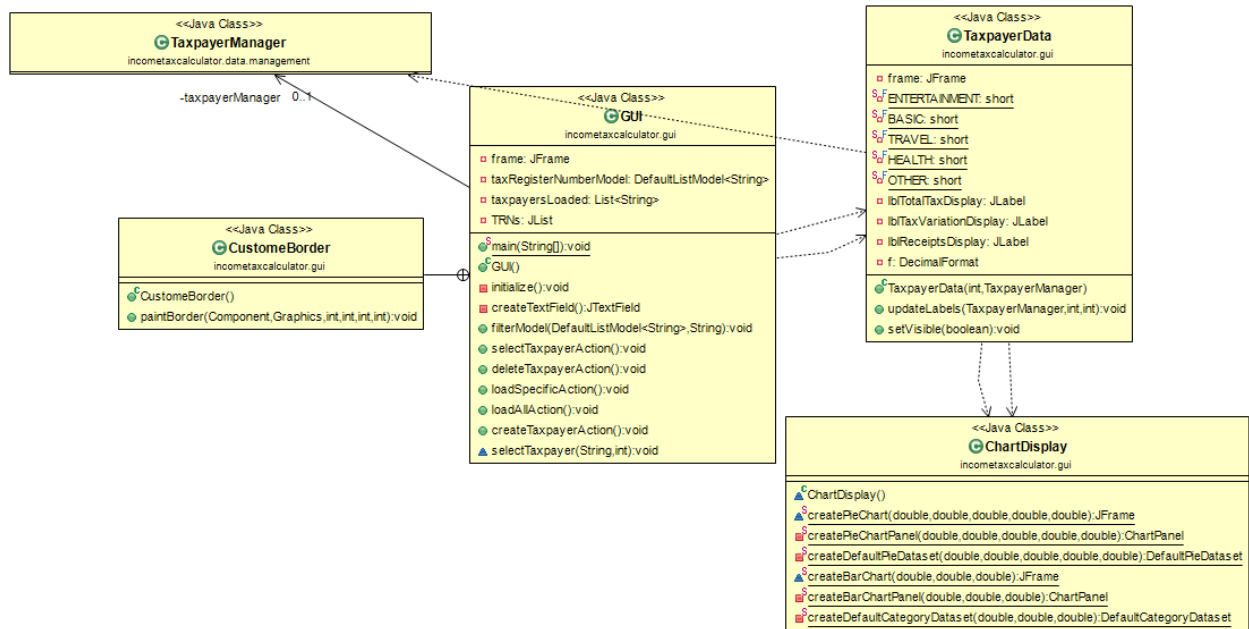 <<Java Class>>
TaxpayerManager
incometaxcalculator.data.management
-taxpayerManager 0..1
<<Java Class>>
GUI
incometaxcalculator.gui
frame: JFrame
taxRegisterNumberModel: DefaultListModel<String>
taxpayersLoaded: List<String>
TRNs: JList
main(String[]):void
GUI()
initialize():void
createTextField():JTextField
filterModel(DefaultListModel<String>,String):void
selectTaxpayerAction():void
deleteTaxpayerAction():void
loadSpecificAction():void
loadAllAction():void
createTaxpayerAction():void
selectTaxpayer(String,int):void
<<Java Class>>
CustomeBorder
incometaxcalculator.gui
CustomeBorder()
paintBorder(Component,Graphics,int,int,int,int):void
<<Java Class>>
TaxpayerData
incometaxcalculator.gui
frame: JFrame
ENTERTAINMENT: short
BASIC: short
TRAVEL: short
HEALTH: short
OTHER: short
lblTotalTaxDisplay: JLabel
lblTaxVariationDisplay: JLabel
lblReceiptsDisplay: JLabel
f: DecimalFormat
TaxpayerData(int,TaxpayerManager)
updateLabels(TaxpayerManager,int,int):void
setVisible(boolean):void
<<Java Class>>
ChartDisplay
incometaxcalculator.gui
ChartDisplay()
createPieChart(double,double,double,double,double):JFrame
createPieChartPanel(double,double,double,double,double):ChartPanel
createDefaultPieDataset(double,double,double,double,double):DefaultPieDataset
createBarChart(double,double,double):JFrame
createBarChartPanel(double,double,double):ChartPanel
createDefaultCategoryDataset(double,double,double):DefaultCategoryDataset